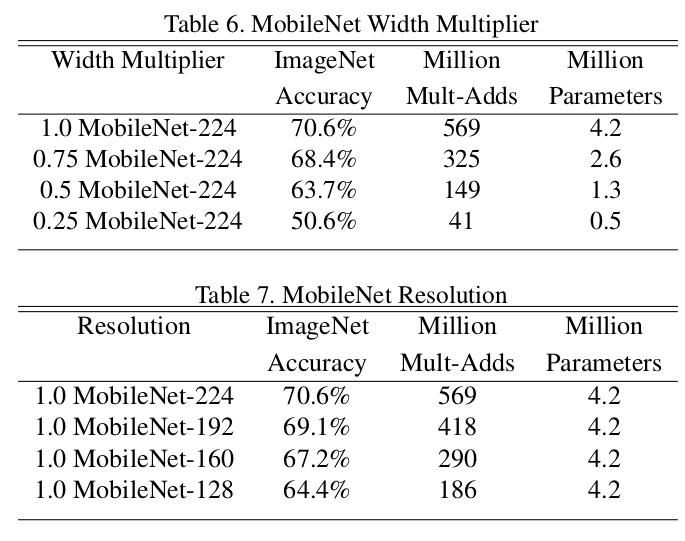 Table 6. MobileNet Width Multiplier
Width Multiplier ImageNet Million Million
Accuracy Mult-Adds Parameters
1.0 MobileNet-224 70.6% 569 4.2
0.75 MobileNet-224 68.4% 325 2.6
0.5 MobileNet-224 63.7% 149 1.3
0.25 MobileNet-224 50.6% 41 0.5
Table 7. MobileNet Resolution
Resolution ImageNet Million Million
Accuracy Mult-Adds Parameters
1.0 MobileNet-224 70.6% 569 4.2
1.0 MobileNet-192 69.1% 418 4.2
1.0 MobileNet-160 67.2% 290 4.2
1.0 MobileNet-128 64.4% 186 4.2